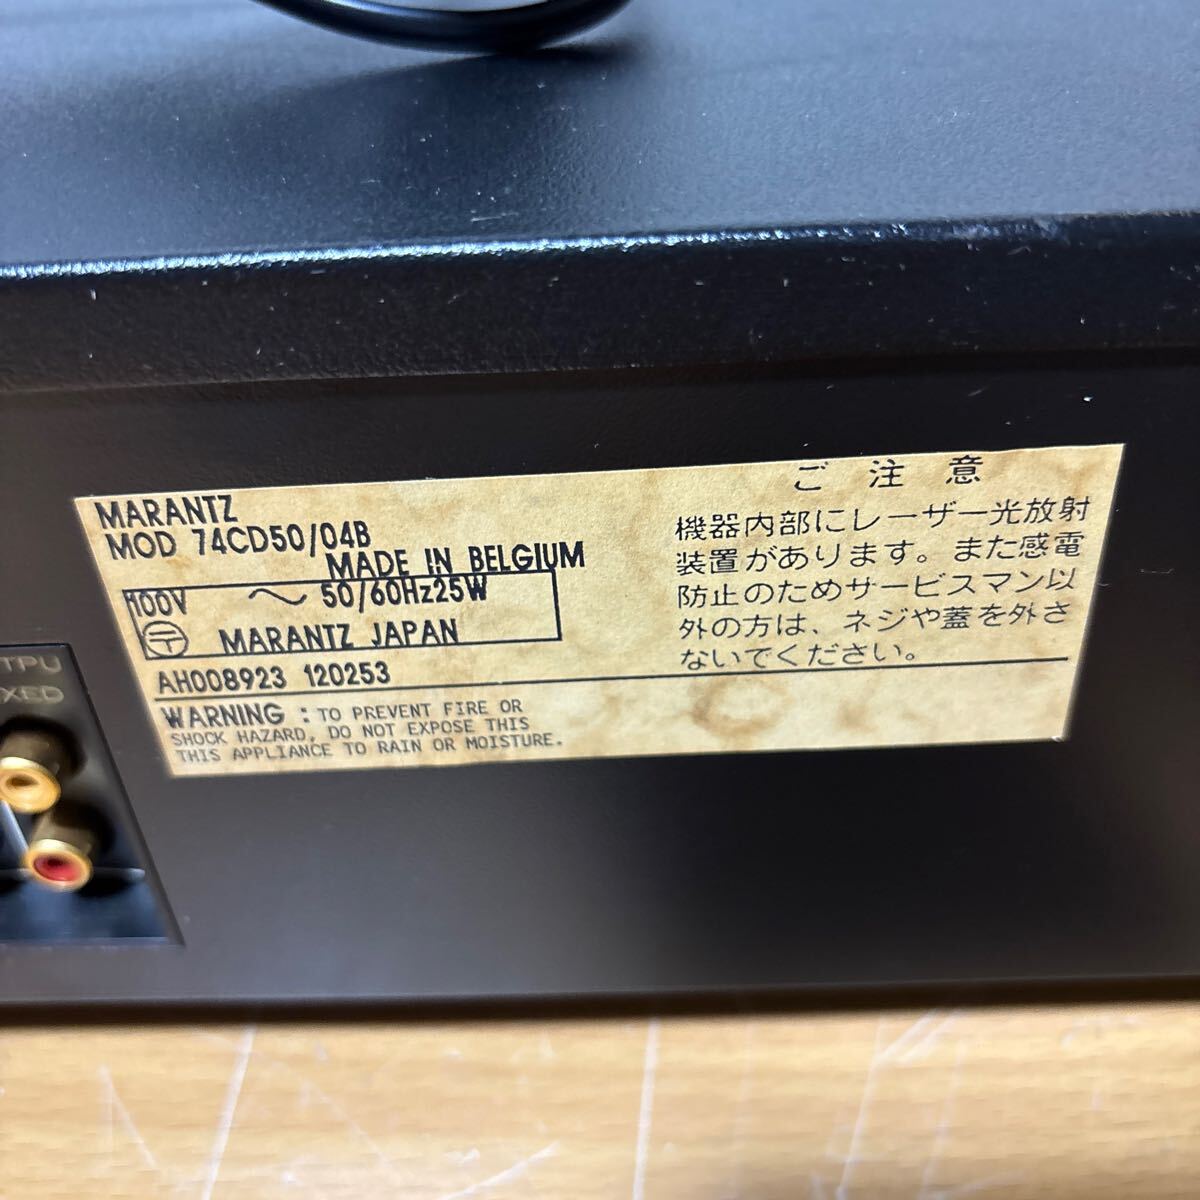 MARANTZ
MOD 74CD50/04B
MADE IN BELGIUM
100V ～ 50/60Hz25W
〒 MARANTZ JAPAN
AH008923 120253
WARNING : TO PREVENT FIRE OR
SHOCK HAZARD, DO NOT EXPOSE THIS
THIS APPLIANCE TO RAIN OR MOISTURE.
ご注意
機器内部にレーザー光放射
装置があります。また感電
防止のためサービスマン以
外の方は、ネジや蓋を外さ
ないでください。
TPU
XED